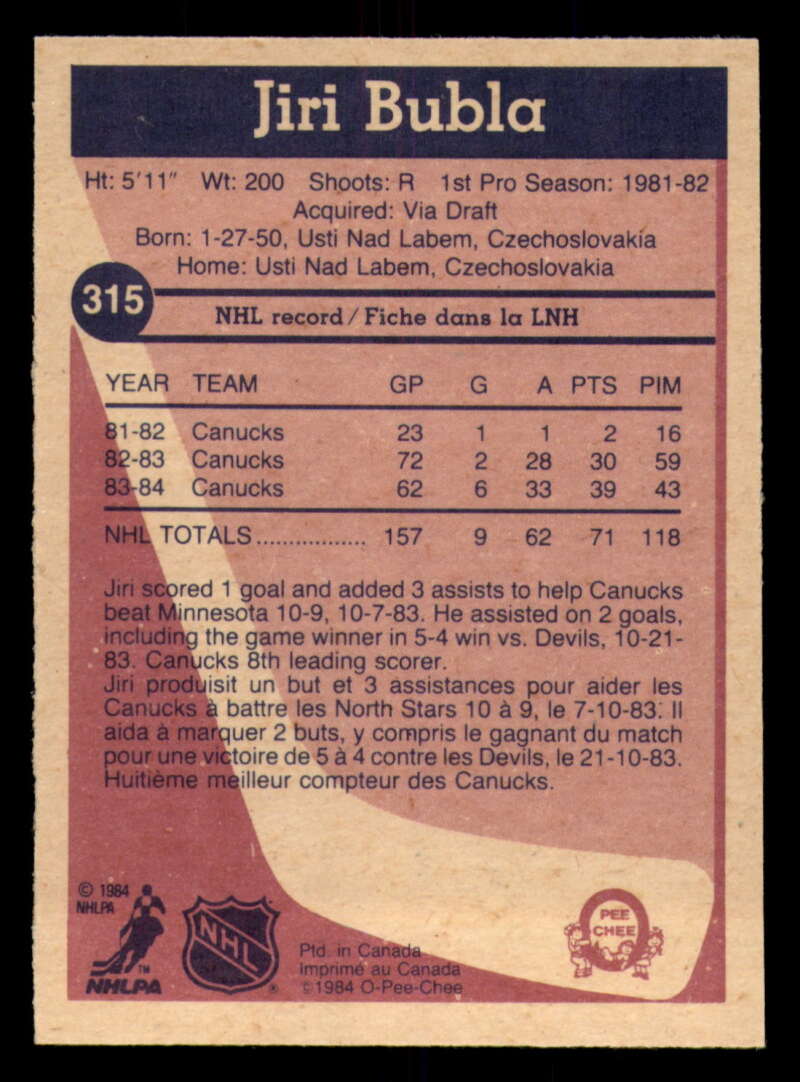 Jiri Bubla
Ht: 5'11" Wt: 200 Shoots: R 1st Pro Season: 1981-82
Acquired: Via Draft
Born: 1-27-50, Usti Nad Labem, Czechoslovakia
Home: Usti Nad Labem, Czechoslovakia
315
NHL record / Fiche dans la LNH
YEAR TEAM GP G A PTS PIM
81-82 Canucks 23 1 1 2 16
82-83 Canucks 72 2 28 30 59
83-84 Canucks 62 6 33 39 43
NHL TOTALS................. 157 9 62 71 118
Jiri scored 1 goal and added 3 assists to help Canucks
beat Minnesota 10-9, 10-7-83. He assisted on 2 goals,
including the game winner in 5-4 win vs. Devils, 10-21-
83. Canucks 8th leading scorer.
Jiri produisit un but et 3 assistances pour aider les
Canucks à battre les North Stars 10 à 9, le 7-10-83. Il
aida à marquer 2 buts, y compris le gagnant du match
pour une victoire de 5 à 4 contre les Devils, le 21-10-83.
Huitième meilleur compteur des Canucks.
© 1984
NHLPA
TM
NHLPA
NHL
®
Ptd. in Canada
Imprimé au Canada
©1984 O-Pee-Chee
PEE
CHEE